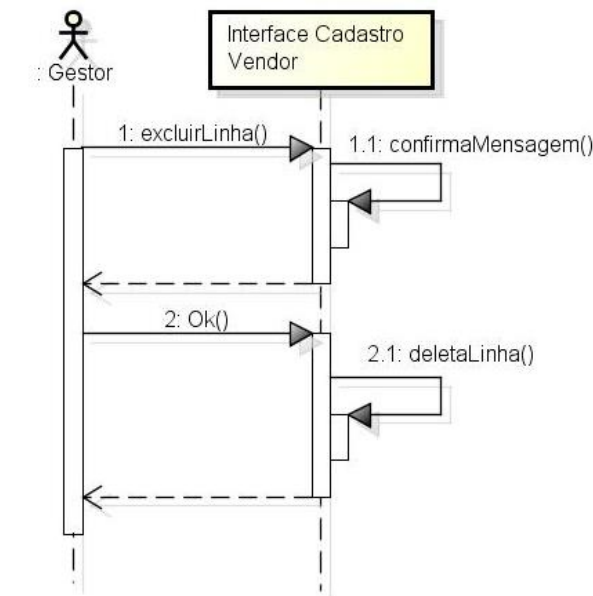 : Gestor
Interface Cadastro
Vendor
1: excluirLinha()
1.1: confirmaMensagem()
2: Ok()
2.1: deletaLinha()